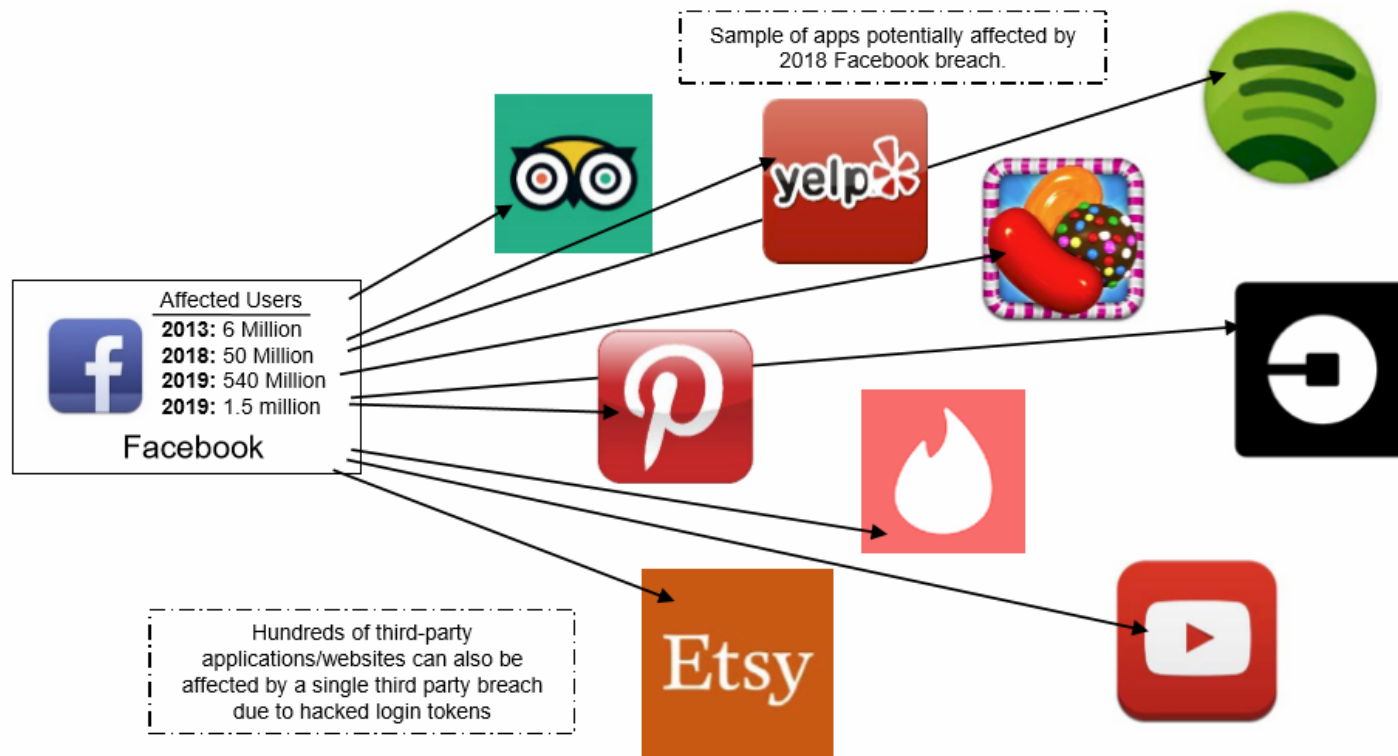 Sample of apps potentially affected by
2018 Facebook breach.
yelp
Affected Users
2013: 6 Million
2018: 50 Million
2019: 540 Million
2019: 1.5 million
f
Facebook
Etsy
Hundreds of third-party
applications/websites can also be
affected by a single third party breach
due to hacked login tokens